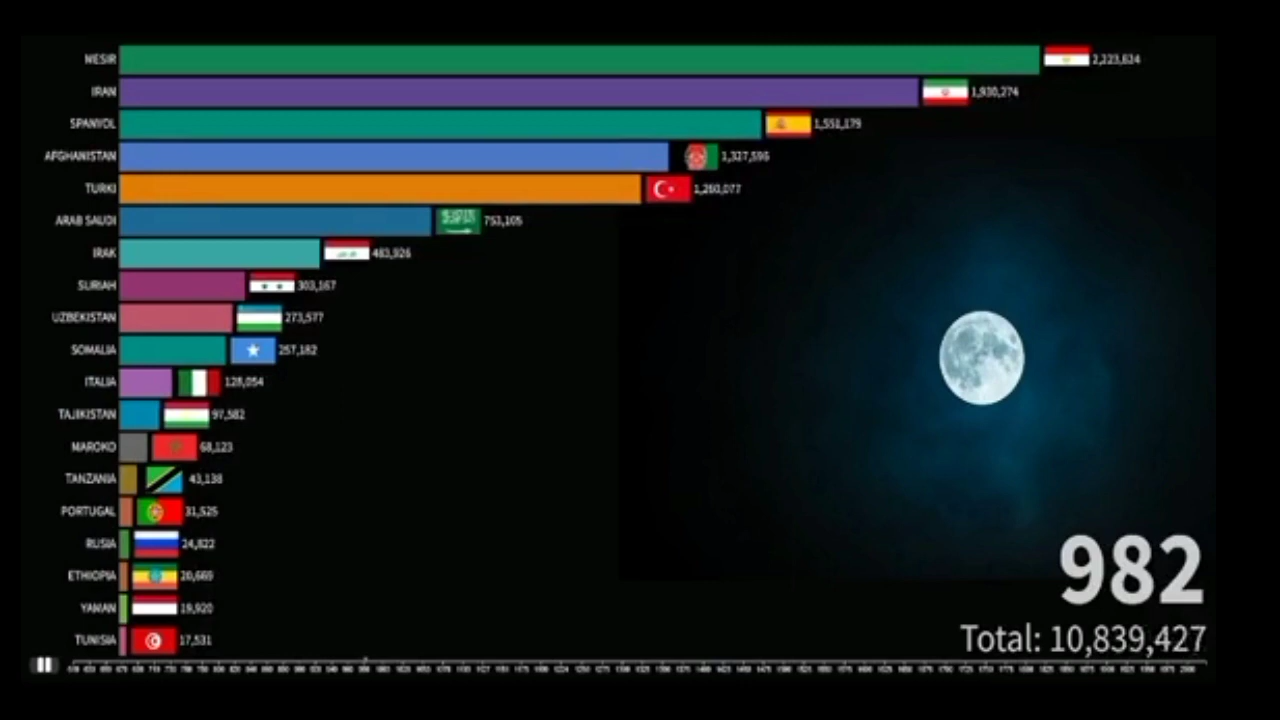 MESIR 2,223,624
IRAN 1,930,274
SPANYOL 1,551,179
AFGHANISTAN 1,327,596
TURKI 1,260,077
ARAB SAUDI 753,105
IRAK 483,926
SURIAH 303,167
UZBEKISTAN 273,577
SOMALIA 257,182
ITALIA 128,054
TAJIKISTAN 97,582
MAROKO 68,123
TANZANIA 43,138
PORTUGAL 31,525
RUSIA 24,822
ETHIOPIA 20,669
YAMAN 19,920
TUNISIA 17,531
982
Total: 10,839,427